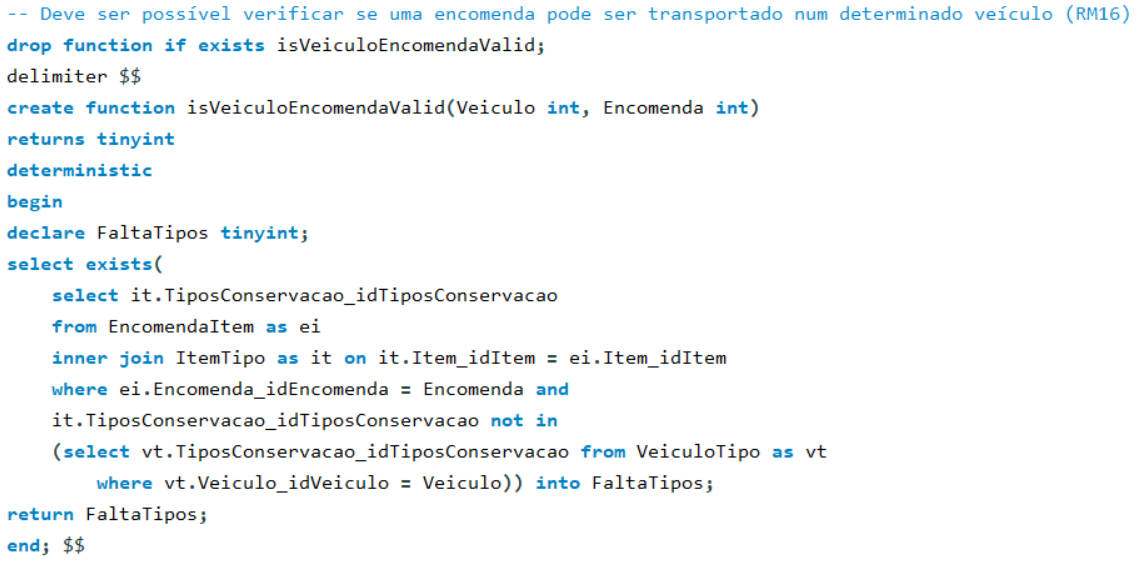 -- Deve ser possível verificar se uma encomenda pode ser transportado num determinado veículo (RM16)
drop function if exists isVeiculoEncomendaValid;
delimiter $$
create function isVeiculoEncomendaValid(Veiculo int, Encomenda int)
returns tinyint
deterministic
begin
declare FaltaTipos tinyint;
select exists(
    select it.TiposConservacao_idTiposConservacao
    from EncomendaItem as ei
    inner join ItemTipo as it on it.Item_idItem = ei.Item_idItem
    where ei.Encomenda_idEncomenda = Encomenda and
    it.TiposConservacao_idTiposConservacao not in
    (select vt.TiposConservacao_idTiposConservacao from VeiculoTipo as vt
        where vt.Veiculo_idVeiculo = Veiculo)) into FaltaTipos;
return FaltaTipos;
end; $$